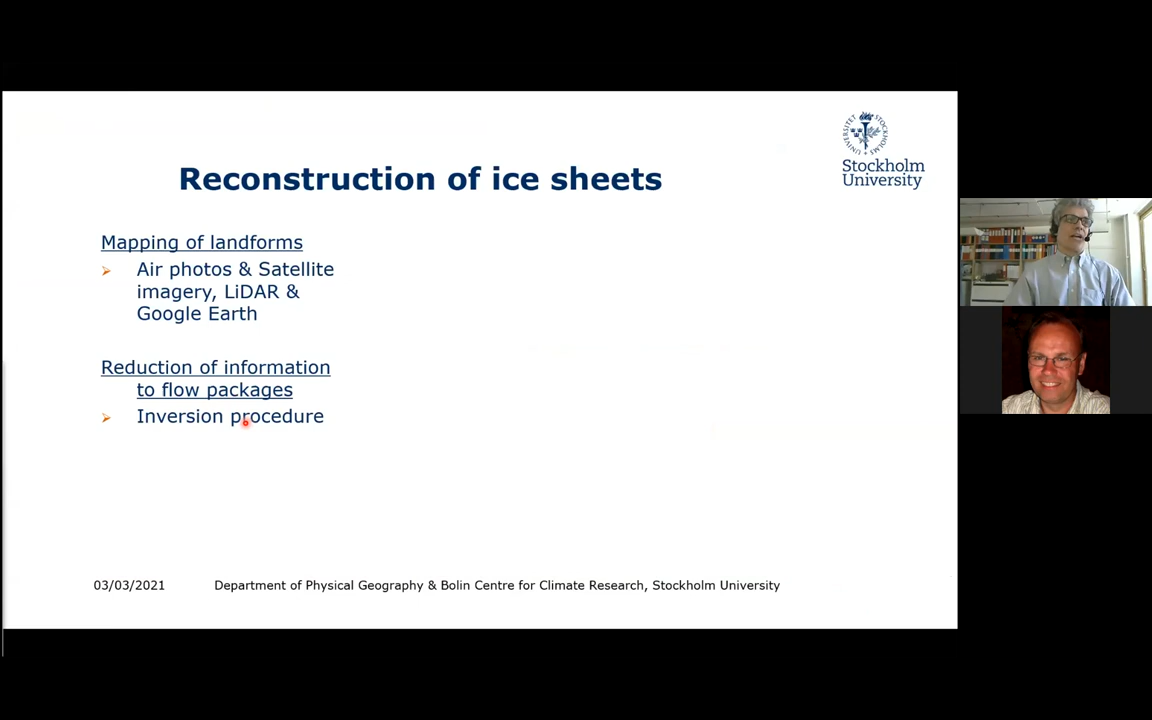 Reconstruction of ice sheets
STOCKHOLMS UNIVERSITET
Stockholm
University
Mapping of landforms
➢ Air photos & Satellite
imagery, LiDAR &
Google Earth
Reduction of information
to flow packages
➢ Inversion procedure
03/03/2021 Department of Physical Geography & Bolin Centre for Climate Research, Stockholm University